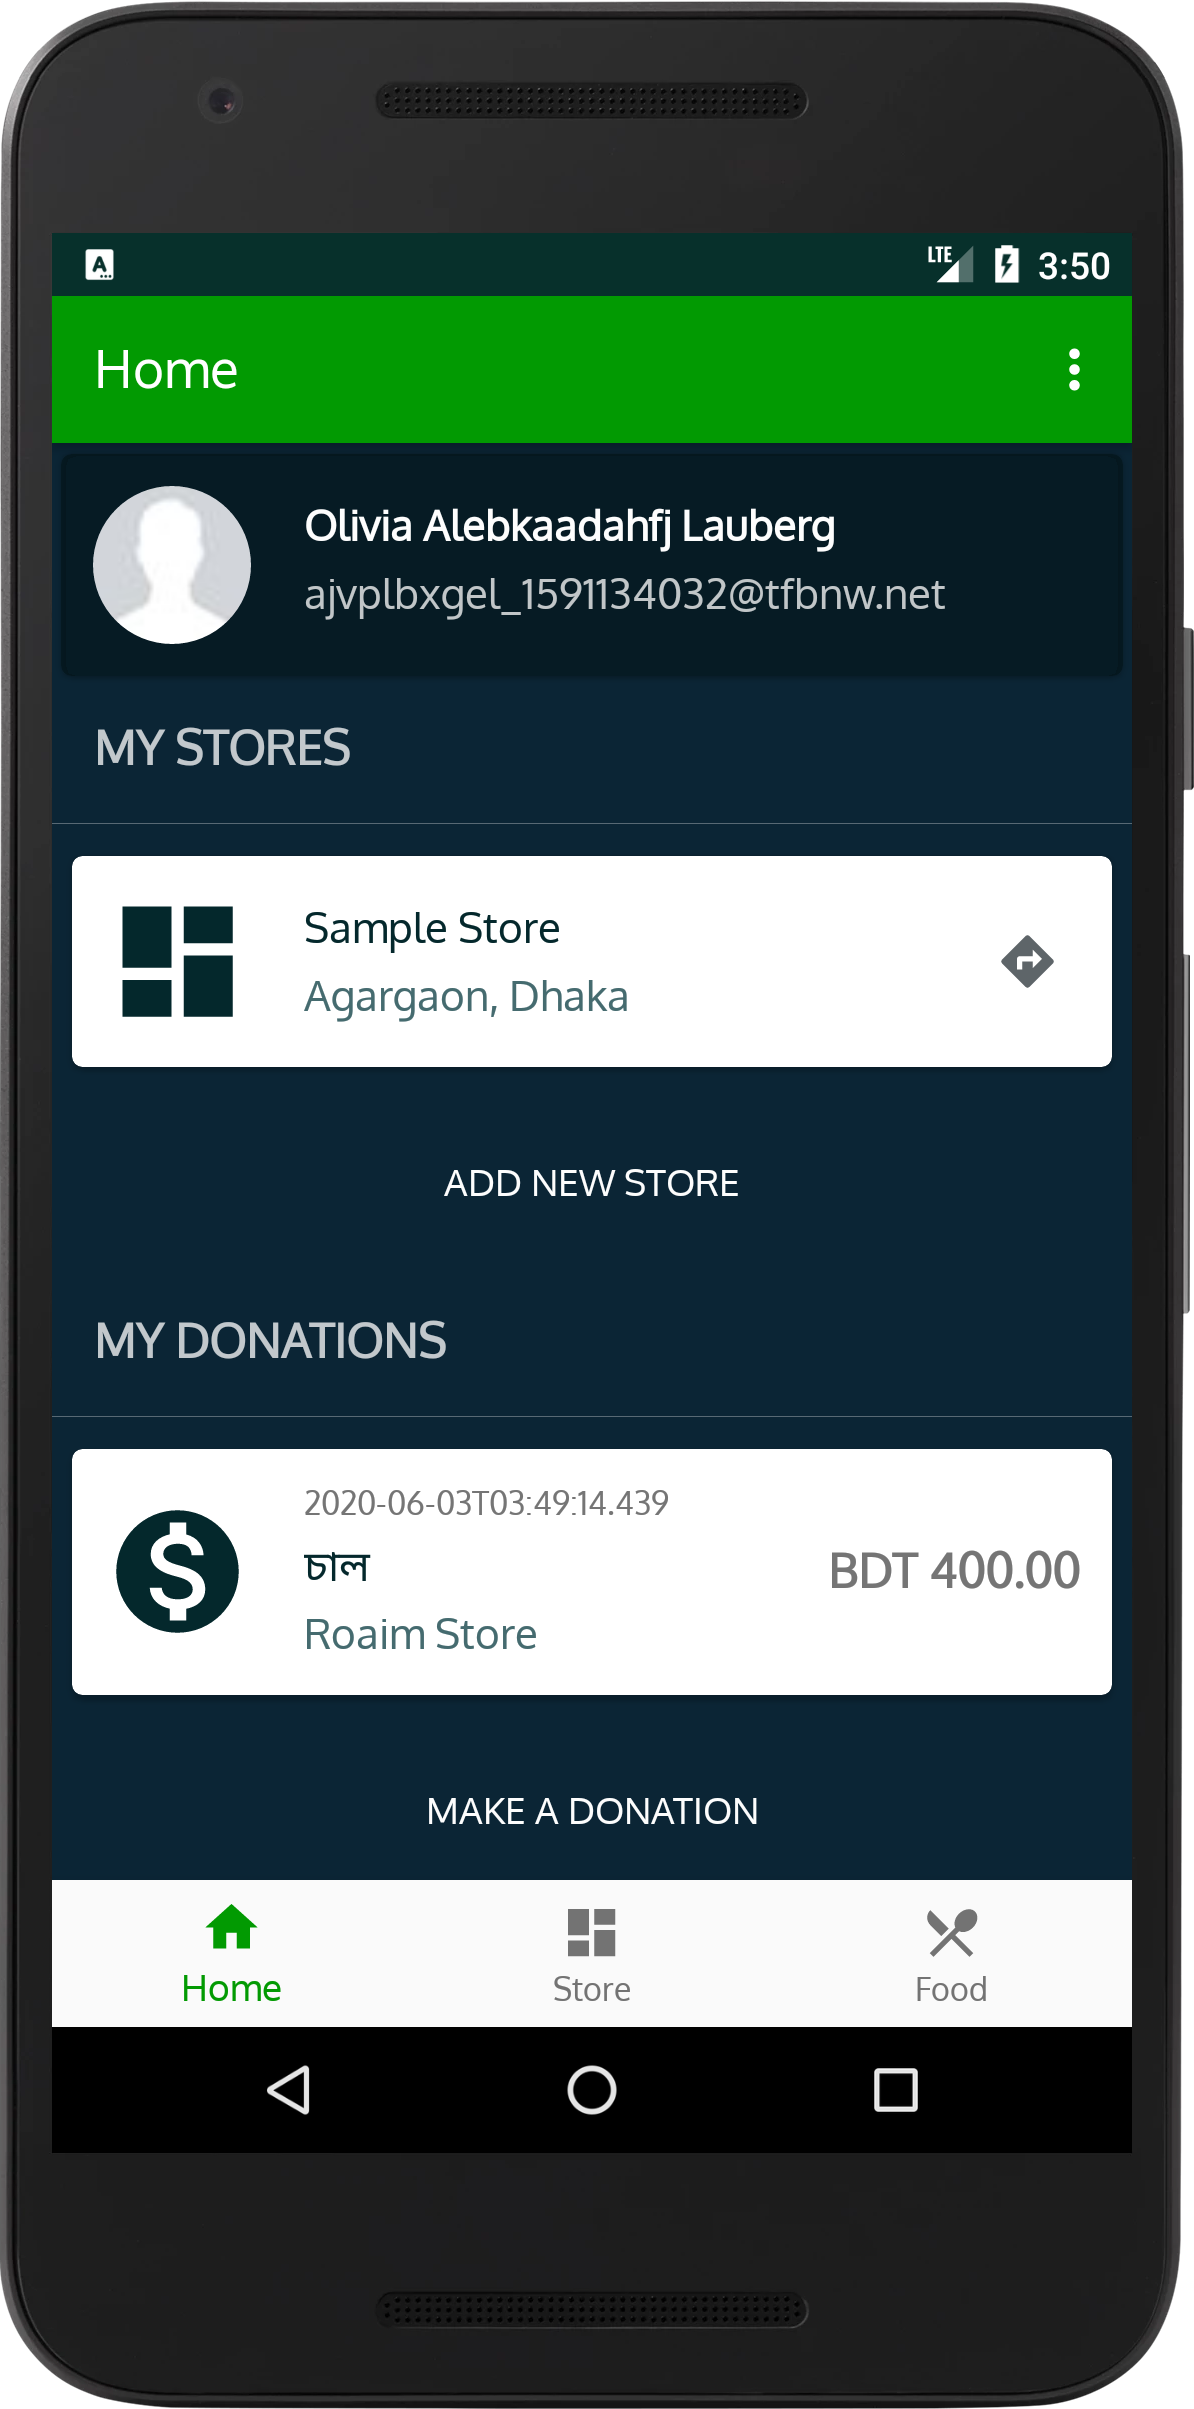 LTE 3:50
Home
Olivia Alebkaadahfj Lauberg
ajvplbxgel_1591134032@tfbnw.net
MY STORES
Sample Store
Agargaon, Dhaka
ADD NEW STORE
MY DONATIONS
2020-06-03T03:49:14.439
চাল
BDT 400.00
Roaim Store
MAKE A DONATION
Home Store Food